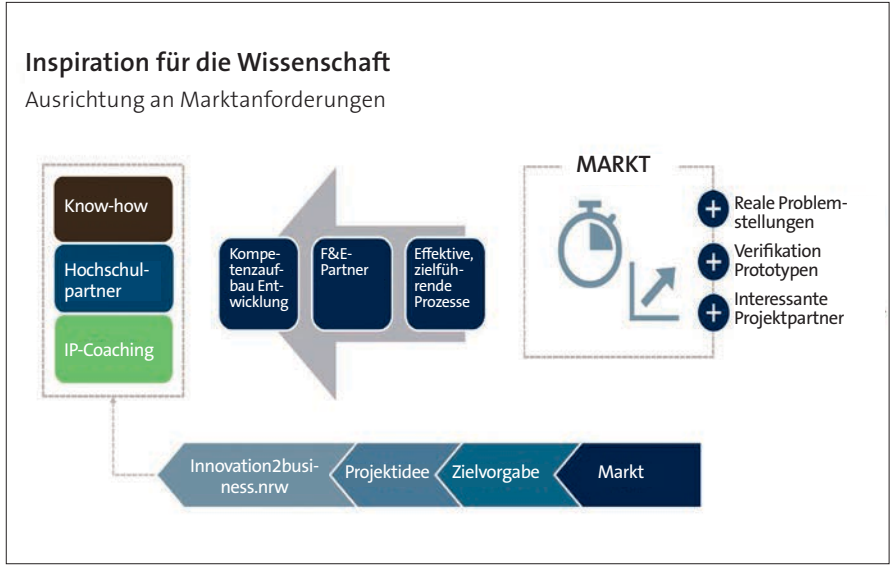 Inspiration für die Wissenschaft
Ausrichtung an Marktanforderungen
Know-how
Hochschul-
partner
IP-Coaching
Kompe-
tenzauf-
bau Ent-
wicklung
F&E-
Partner
Effektive,
zielfüh-
rende
Prozesse
MARKT
Reale Problem-
stellungen
Verifikation
Prototypen
Interessante
Projektpartner
Innovation2busi-
ness.nrw
Projektidee
Zielvorgabe
Markt